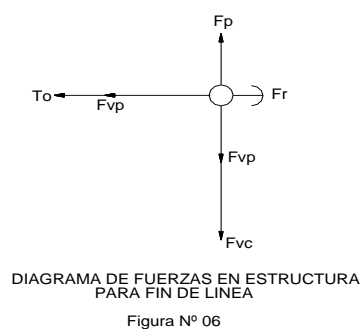 Fp
To
Fvp
Fr
Fvp
Fvc
DIAGRAMA DE FUERZAS EN ESTRUCTURA
PARA FIN DE LINEA
Figura Nº 06